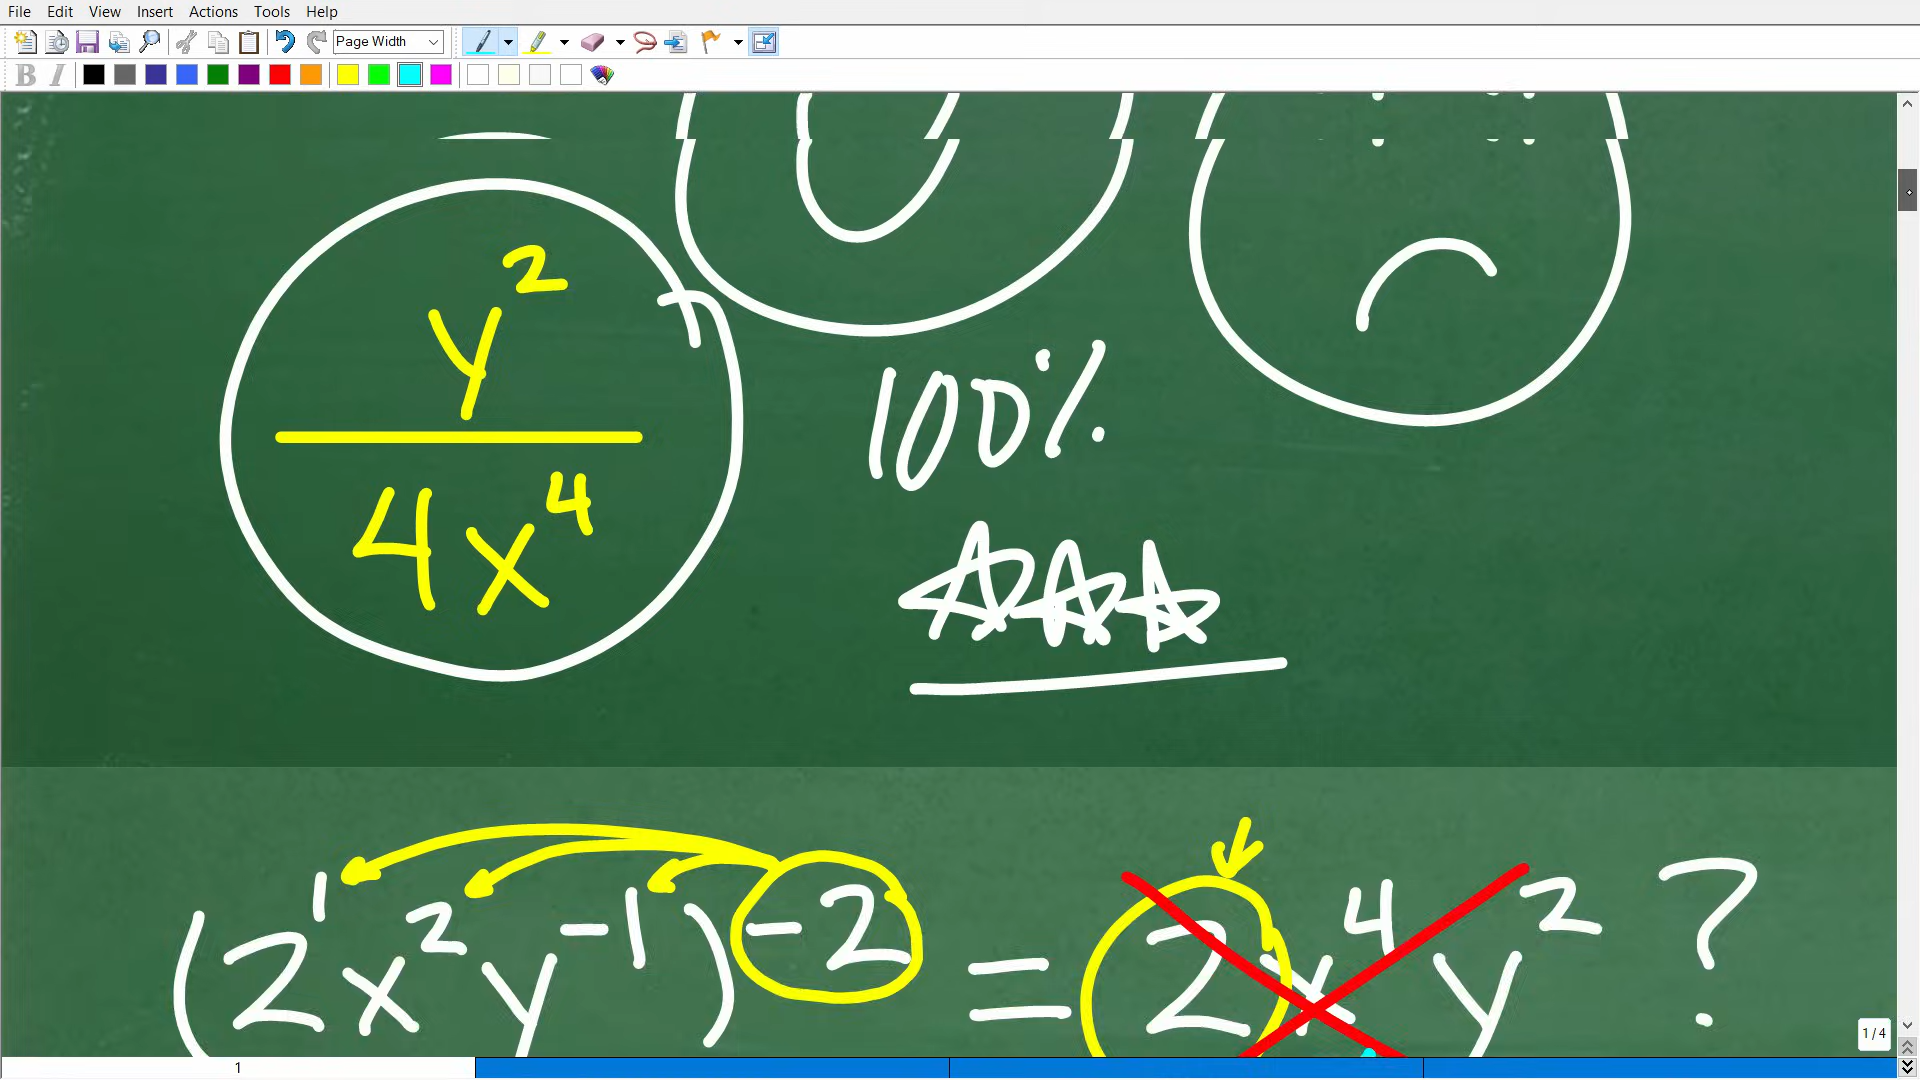 File Edit View Insert Actions Tools Help
Page Width
B I
y²
4x⁴
100%
(2¹x²y⁻¹)⁻² = 2x⁴y² ?
1 / 4
1